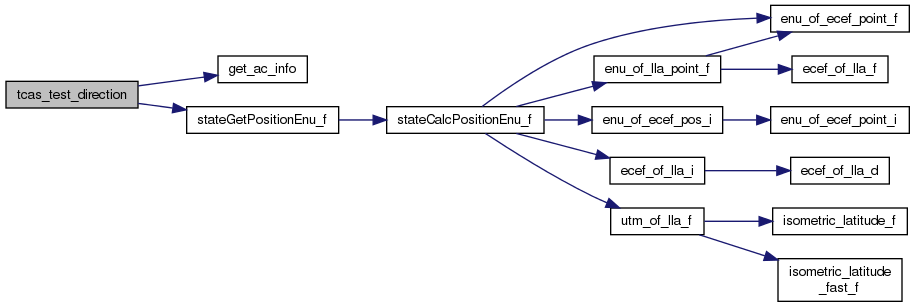 enu_of_ecef_point_f
get_ac_info
enu_of_lla_point_f
ecef_of_lla_f
tcas_test_direction
stateGetPositionEnu_f
stateCalcPositionEnu_f
enu_of_ecef_pos_i
enu_of_ecef_point_i
ecef_of_lla_i
ecef_of_lla_d
utm_of_lla_f
isometric_latitude_f
isometric_latitude
_fast_f